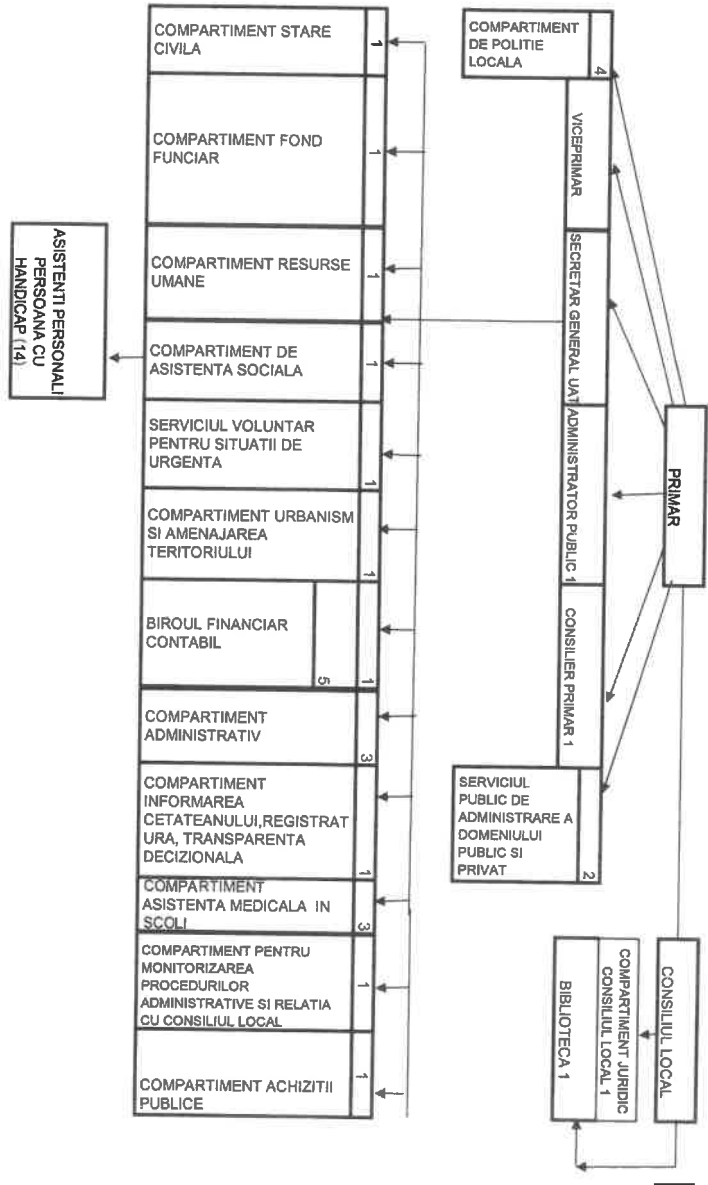 PRIMAR
CONSILIUL LOCAL
COMPARTIMENT
DE POLITIE
LOCALA
4
VICEPRIMAR
SECRETAR GENERAL UAT
ADMINISTRATOR PUBLIC 1
CONSILIER PRIMAR 1
SERVICIUL
PUBLIC DE
ADMINISTRARE A
DOMENIULUI
PUBLIC SI
PRIVAT
2
COMPARTIMENT JURIDIC
CONSILIUL LOCAL 1
BIBLIOTECA 1
COMPARTIMENT STARE
CIVILA
1
COMPARTIMENT FOND
FUNCIAR
1
COMPARTIMENT RESURSE
UMANE
1
COMPARTIMENT DE
ASISTENTA SOCIALA
1
SERVICIUL VOLUNTAR
PENTRU SITUATII DE
URGENTA
1
COMPARTIMENT URBANISM
SI AMENAJAREA
TERITORIULUI
1
BIROUL FINANCIAR
CONTABIL
5
1
COMPARTIMENT
ADMINISTRATIV
3
COMPARTIMENT
INFORMAREA
CETATEANULUI,REGISTRAT
URA, TRANSPARENTA
DECIZIONALA
1
COMPARTIMENT
ASISTENTA MEDICALA IN
SCOLI
3
COMPARTIMENT PENTRU
MONITORIZAREA
PROCEDURILOR
ADMINISTRATIVE SI RELATIA
CU CONSILIUL LOCAL
1
COMPARTIMENT ACHIZITII
PUBLICE
1
ASISTENTI PERSONALI
PERSOANA CU
HANDICAP (14)